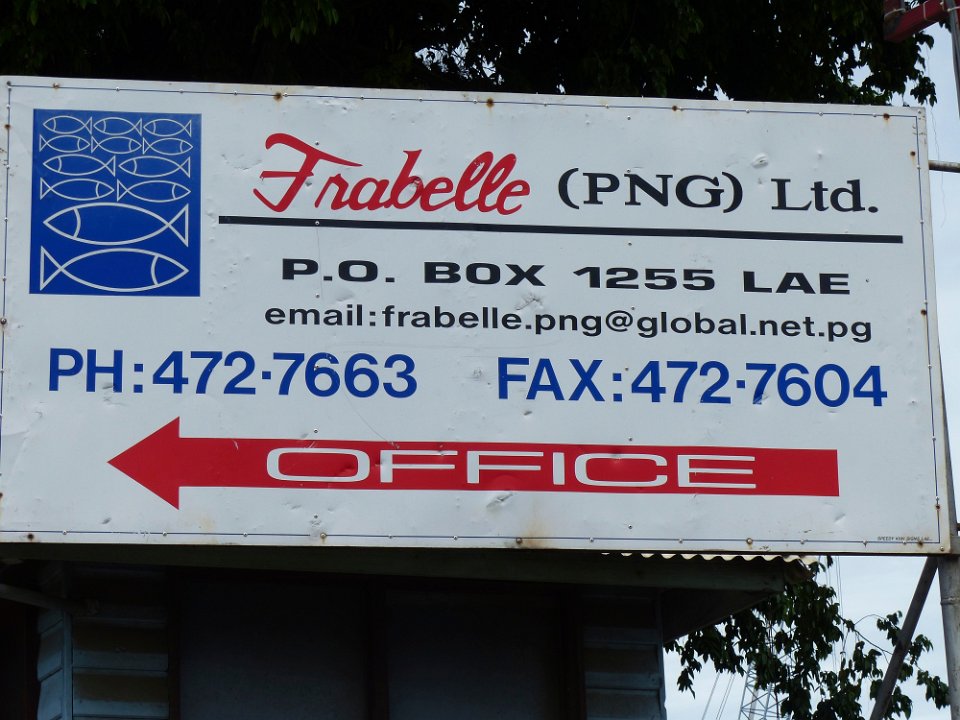 Frabelle (PNG) Ltd.
P.O. BOX 1255 LAE
email:frabelle.png@global.net.pg
PH:472·7663 FAX:472·7604
OFFICE